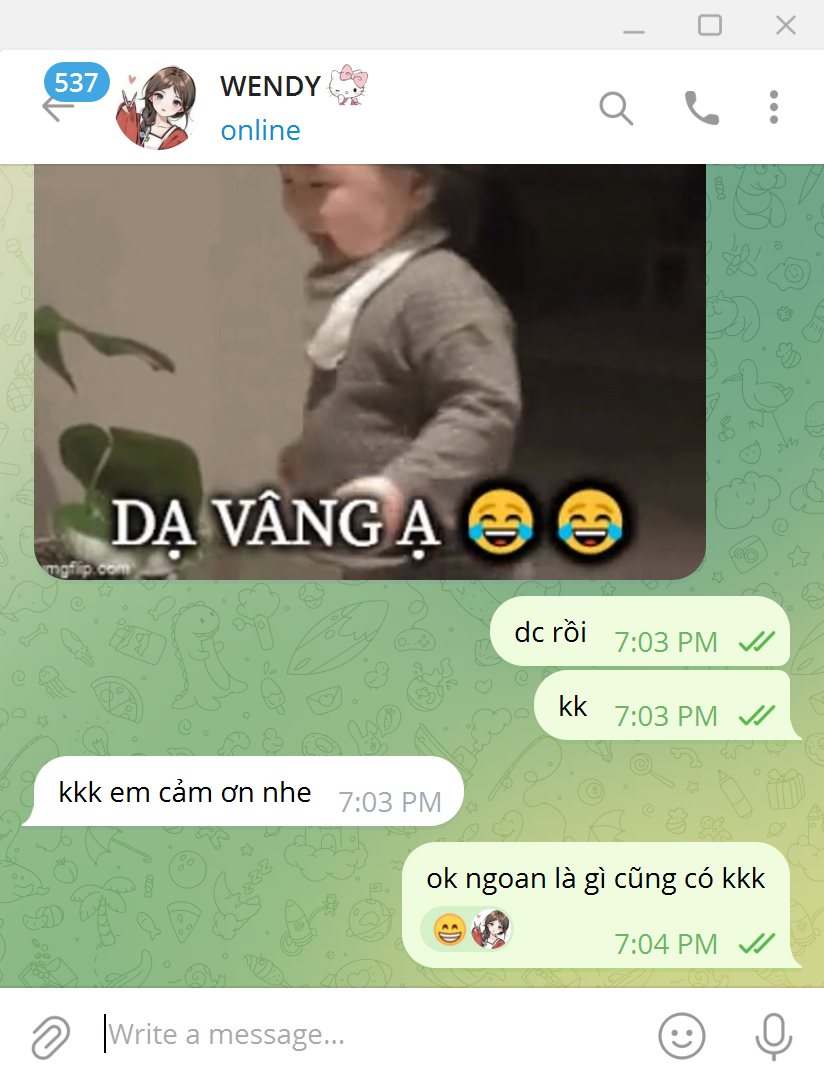 537
WENDY
online
DẠ VÂNG Ạ 😂 😂
mgflip.com
dc rồi 7:03 PM
kk 7:03 PM
kkk em cảm ơn nhe 7:03 PM
ok ngoan là gì cũng có kkk
😁 7:04 PM
Write a message...